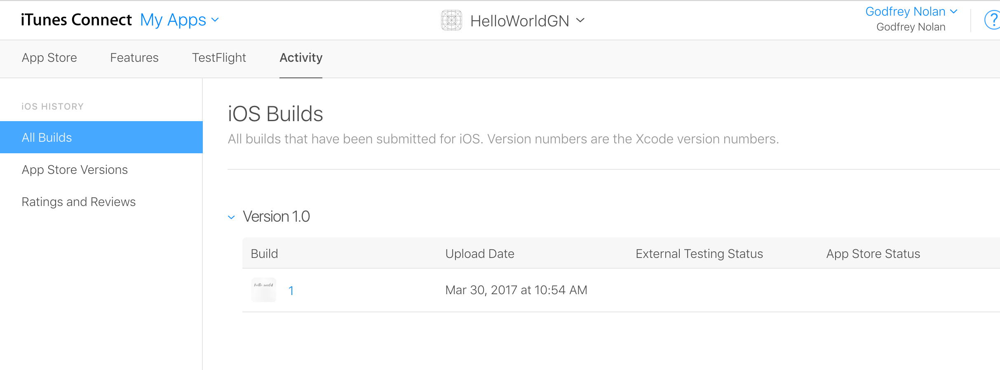 iTunes Connect My Apps
HelloWorldGN
Godfrey Nolan
Godfrey Nolan
?
App Store Features TestFlight Activity
iOS HISTORY
All Builds
App Store Versions
Ratings and Reviews
iOS Builds
All builds that have been submitted for iOS. Version numbers are the Xcode version numbers.
Version 1.0
Build Upload Date External Testing Status App Store Status
hello world
1 Mar 30, 2017 at 10:54 AM